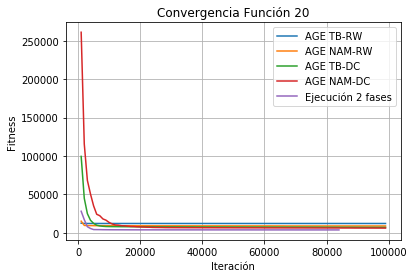 Convergencia Función 20
AGE TB-RW
AGE NAM-RW
AGE TB-DC
AGE NAM-DC
Ejecución 2 fases
Fitness
250000
200000
150000
100000
50000
0
0 20000 40000 60000 80000 100000
Iteración